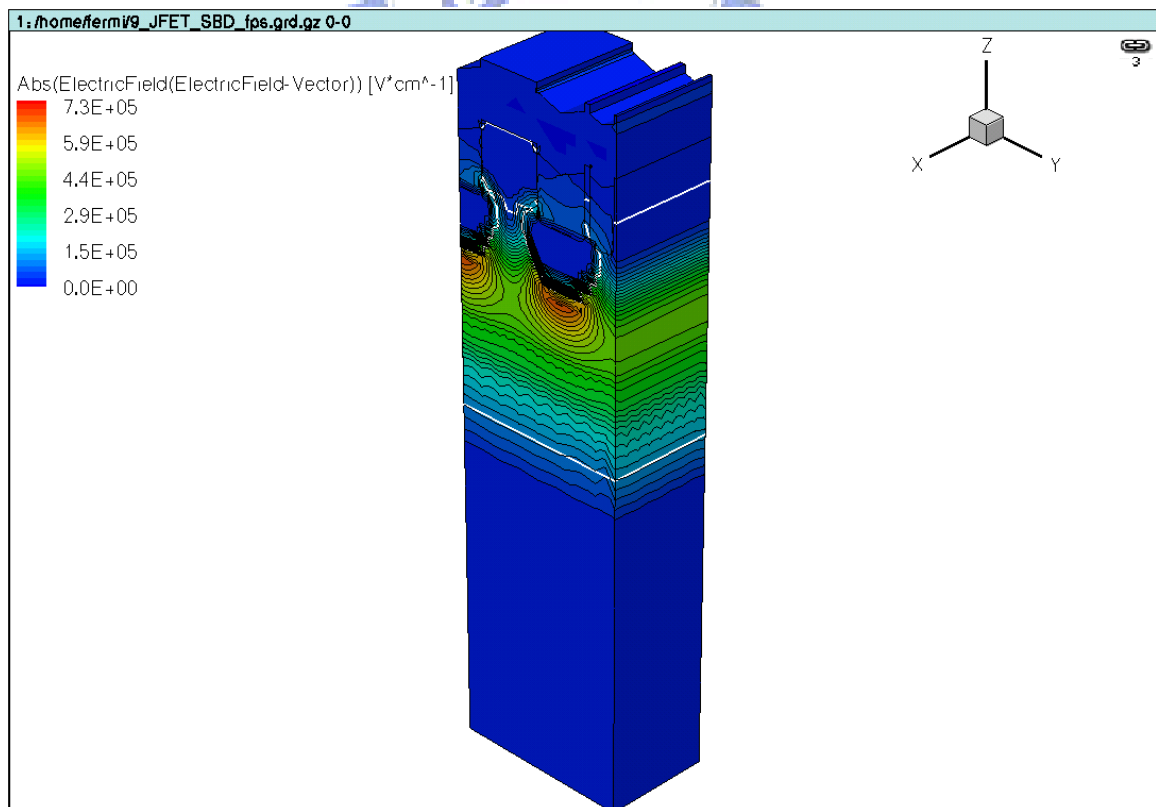 1: /home/fermi/9_JFET_SBD_fps.grd.gz 0-0
Abs(ElectricField(ElectricField-Vector)) [V*cm^-1]
7.3E+05
5.9E+05
4.4E+05
2.9E+05
1.5E+05
0.0E+00
Z
X
Y
3